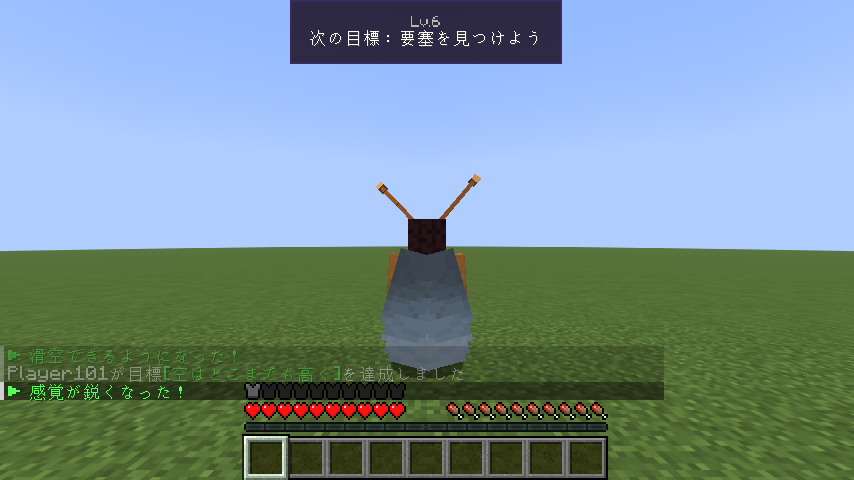 Lv.6
次の目標：要塞を見つけよう
▶ 滑空できるようになった！
Player101が目標[空はどこまでも高く]を達成しました
▶ 感覚が鋭くなった！